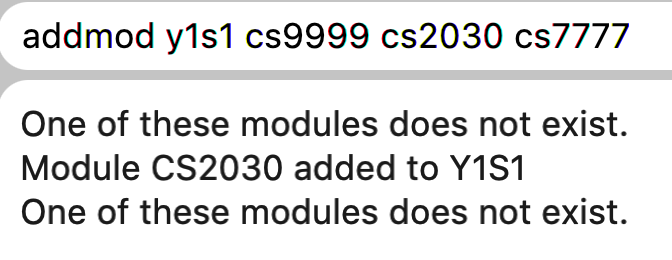 addmod y1s1 cs9999 cs2030 cs7777
One of these modules does not exist.
Module CS2030 added to Y1S1
One of these modules does not exist.